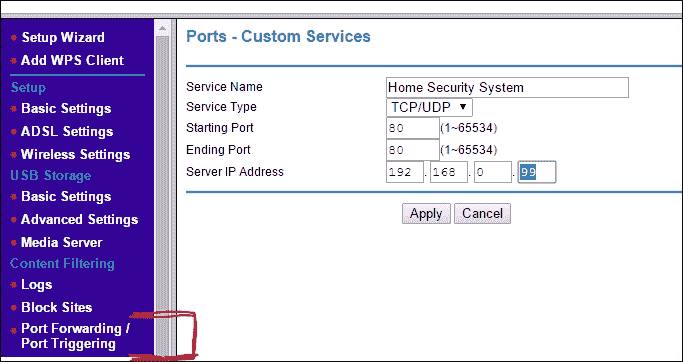 Setup Wizard
Add WPS Client
Setup
Basic Settings
ADSL Settings
Wireless Settings
USB Storage
Basic Settings
Advanced Settings
Media Server
Content Filtering
Logs
Block Sites
Port Forwarding /
Port Triggering
Ports - Custom Services
Service Name Home Security System
Service Type TCP/UDP
Starting Port 80 (1~65534)
Ending Port 80 (1~65534)
Server IP Address 192 . 168 . 0 . 99
Apply Cancel